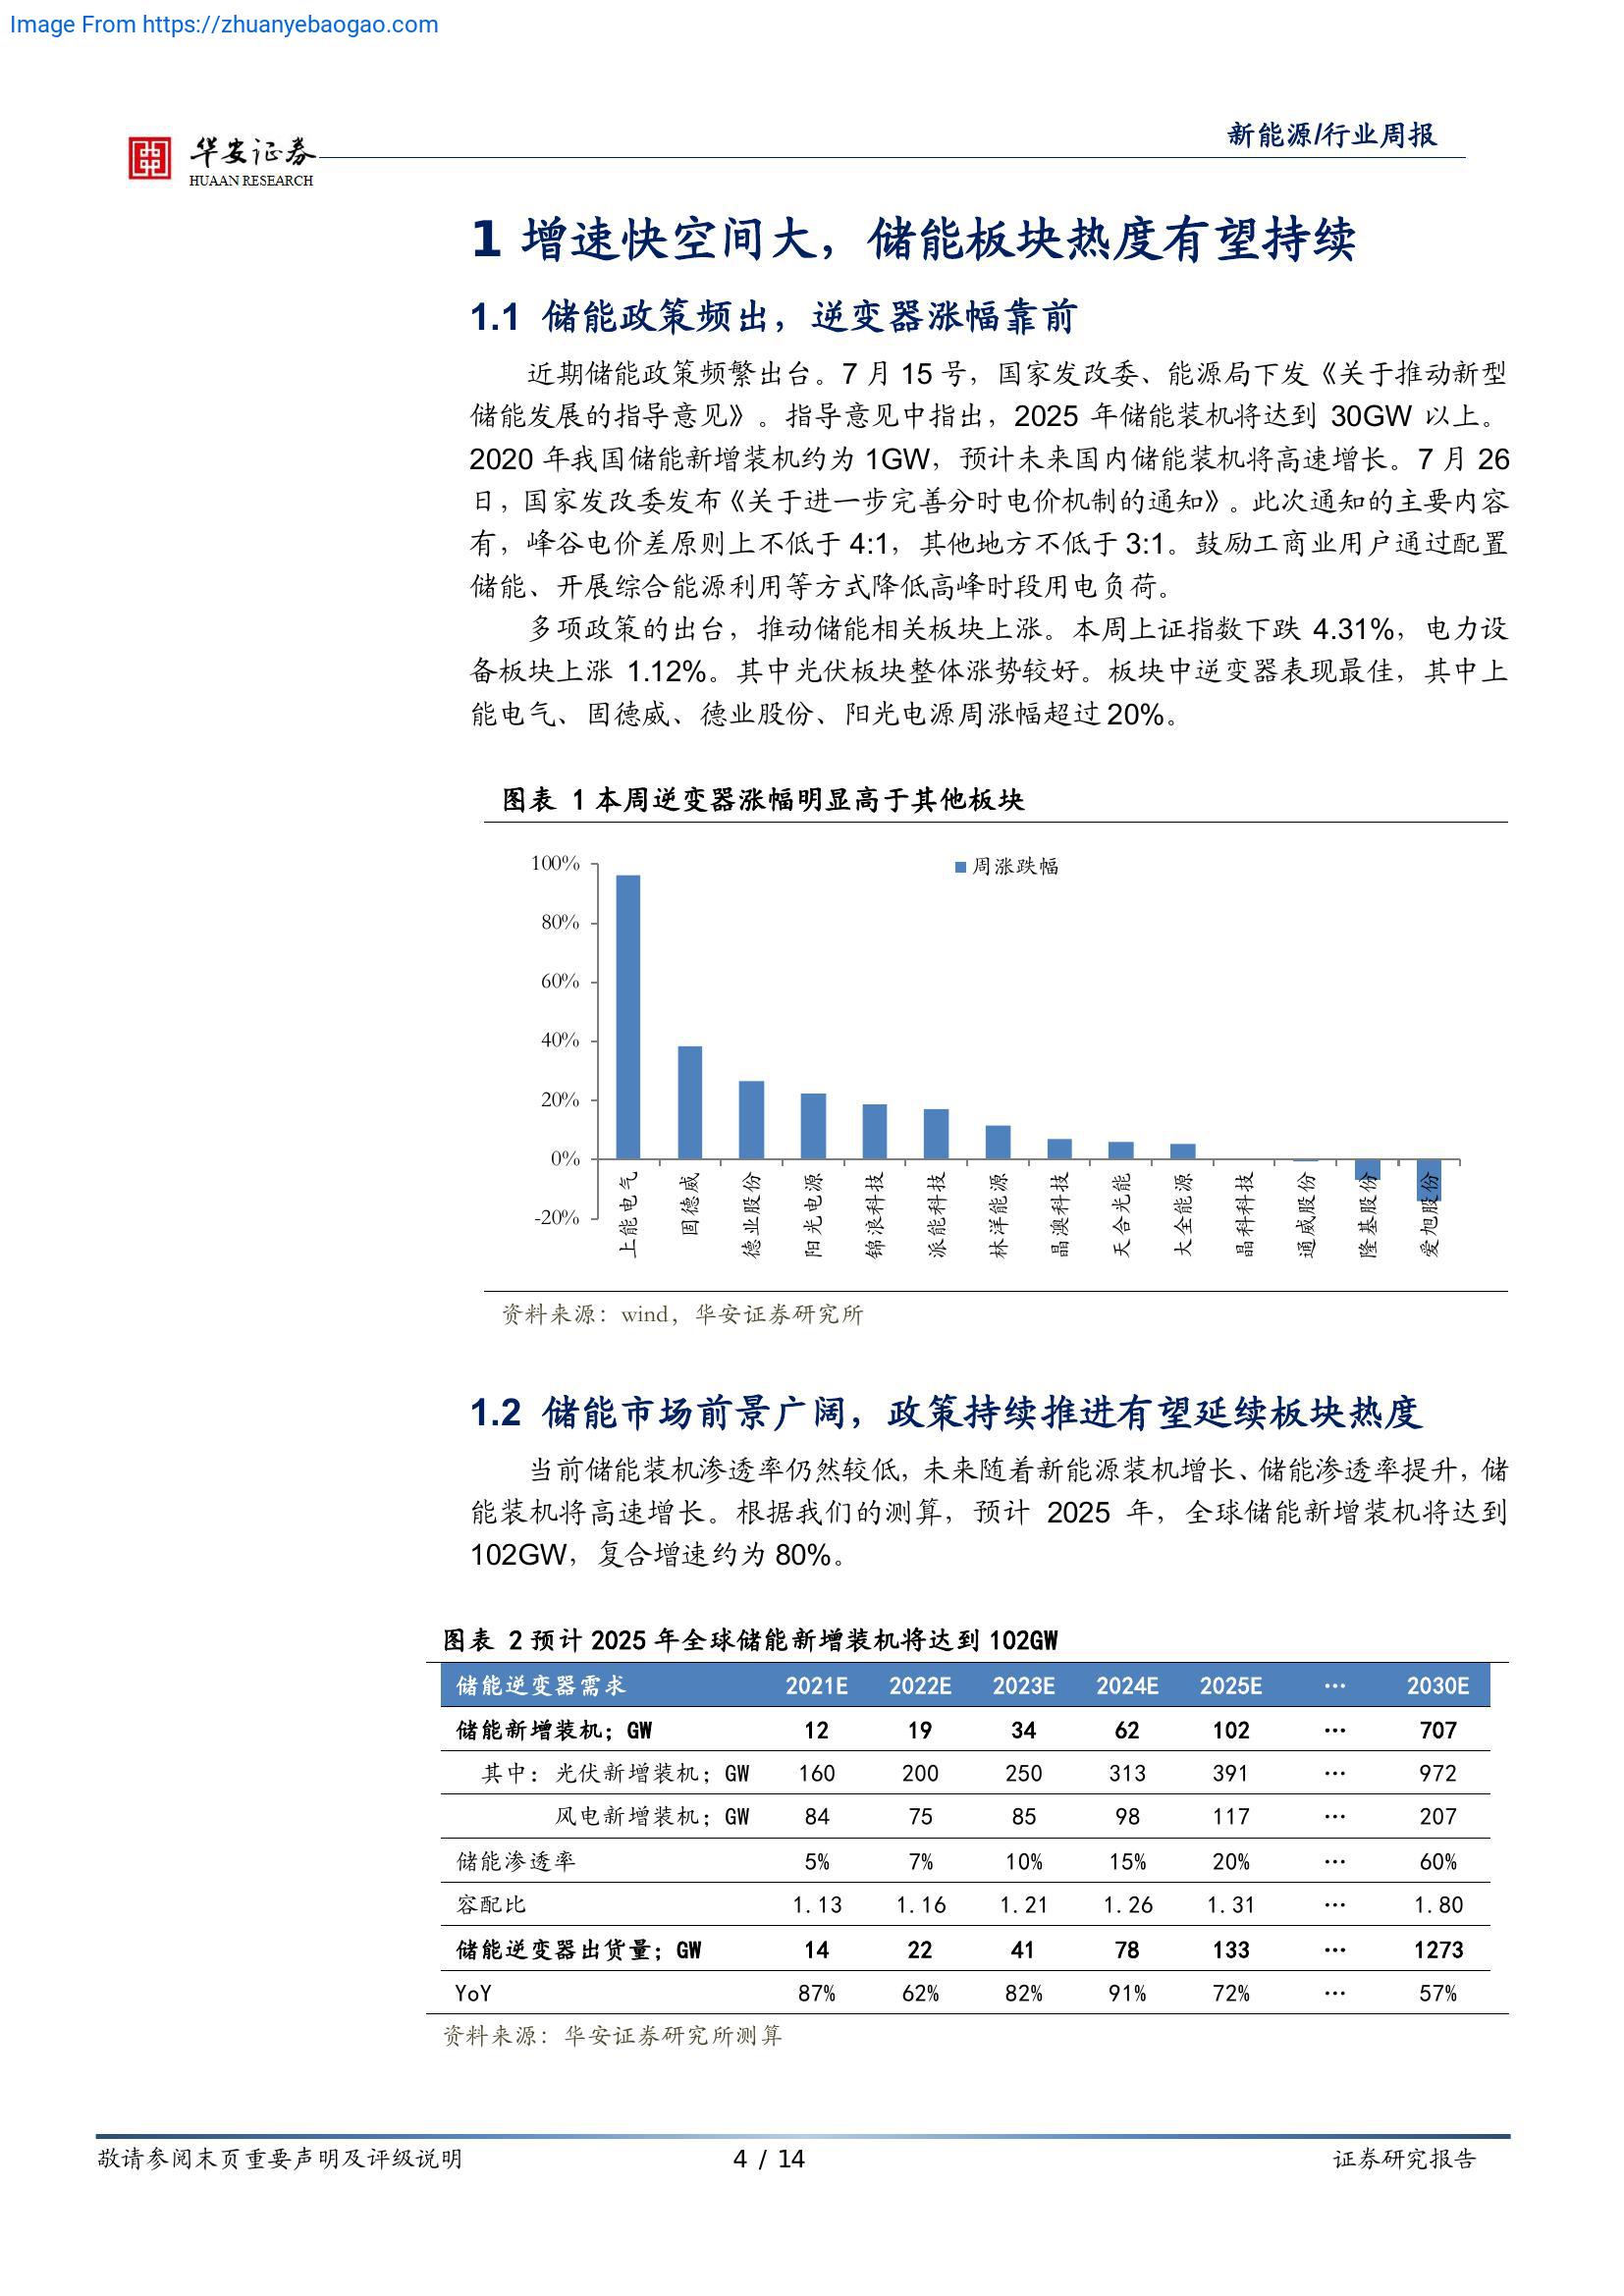 Image From https://zhuanyebaogao.com
华安证券
HUAAN RESEARCH
新能源/行业周报
1 增速快空间大，储能板块热度有望持续
1.1 储能政策频出，逆变器涨幅靠前
近期储能政策频繁出台。7 月 15 号，国家发改委、能源局下发《关于推动新型
储能发展的指导意见》。指导意见中指出，2025 年储能装机将达到 30GW 以上。
2020 年我国储能新增装机约为 1GW，预计未来国内储能装机将高速增长。7 月 26
日，国家发改委发布《关于进一步完善分时电价机制的通知》。此次通知的主要内容
有，峰谷电价差原则上不低于 4:1，其他地方不低于 3:1。鼓励工商业用户通过配置
储能、开展综合能源利用等方式降低高峰时段用电负荷。
多项政策的出台，推动储能相关板块上涨。本周上证指数下跌 4.31%，电力设
备板块上涨 1.12%。其中光伏板块整体涨势较好。板块中逆变器表现最佳，其中上
能电气、固德威、德业股份、阳光电源周涨幅超过 20%。
图表 1 本周逆变器涨幅明显高于其他板块
周涨跌幅
100%
80%
60%
40%
20%
0%
-20%
上能电气
固德威
德业股份
阳光电源
锦浪科技
派能科技
林洋能源
晶澳科技
天合光能
大全能源
晶科科技
通威股份
隆基股份
爱旭股份
资料来源：wind，华安证券研究所
1.2 储能市场前景广阔，政策持续推进有望延续板块热度
当前储能装机渗透率仍然较低，未来随着新能源装机增长、储能渗透率提升，储
能装机将高速增长。根据我们的测算，预计 2025 年，全球储能新增装机将达到
102GW，复合增速约为 80%。
图表 2 预计 2025 年全球储能新增装机将达到 102GW
储能逆变器需求 2021E 2022E 2023E 2024E 2025E … 2030E
储能新增装机；GW 12 19 34 62 102 … 707
其中：光伏新增装机；GW 160 200 250 313 391 … 972
风电新增装机；GW 84 75 85 98 117 … 207
储能渗透率 5% 7% 10% 15% 20% … 60%
容配比 1.13 1.16 1.21 1.26 1.31 … 1.80
储能逆变器出货量；GW 14 22 41 78 133 … 1273
YoY 87% 62% 82% 91% 72% … 57%
资料来源：华安证券研究所测算
敬请参阅末页重要声明及评级说明
4 / 14
证券研究报告